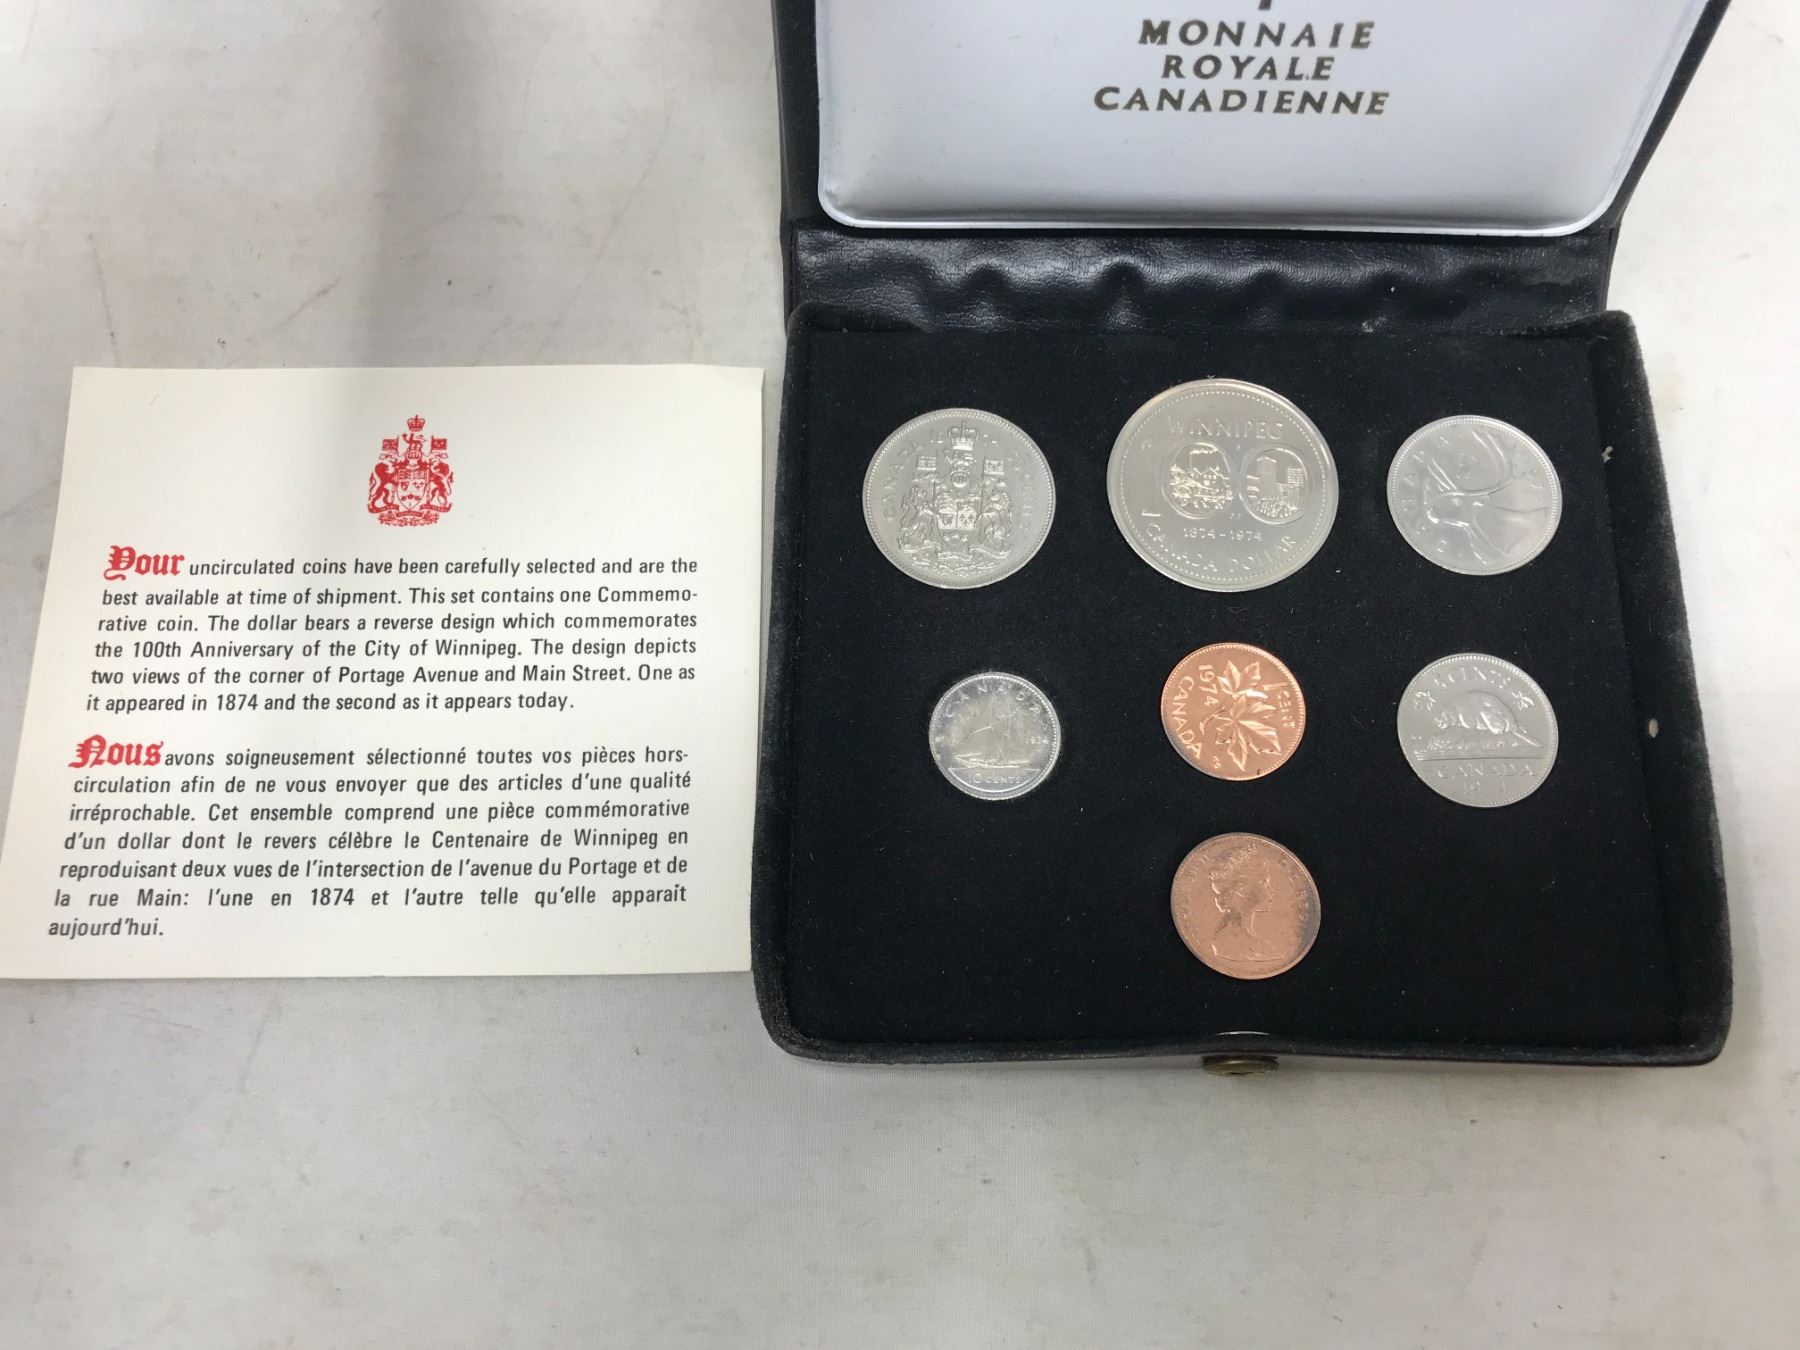 Your uncirculated coins have been carefully selected and are the
best available at time of shipment. This set contains one Commemo-
rative coin. The dollar bears a reverse design which commemorates
the 100th Anniversary of the City of Winnipeg. The design depicts
two views of the corner of Portage Avenue and Main Street. One as
it appeared in 1874 and the second as it appears today.
Nous avons soigneusement sélectionné toutes vos pièces hors-
circulation afin de ne vous envoyer que des articles d'une qualité
irréprochable. Cet ensemble comprend une pièce commémorative
d'un dollar dont le revers célèbre le Centenaire de Winnipeg en
reproduisant deux vues de l'intersection de l'avenue du Portage et de
la rue Main: l'une en 1874 et l'autre telle qu'elle apparaît
aujourd'hui.
MONNAIE
ROYALE
CANADIENNE
CANADA 50 CENTS
WINNIPEG
1874-1974
CANADA DOLLAR
CANADA
10 CENTS
1 CENT
1974
CANADA
5 CENTS
CANADA